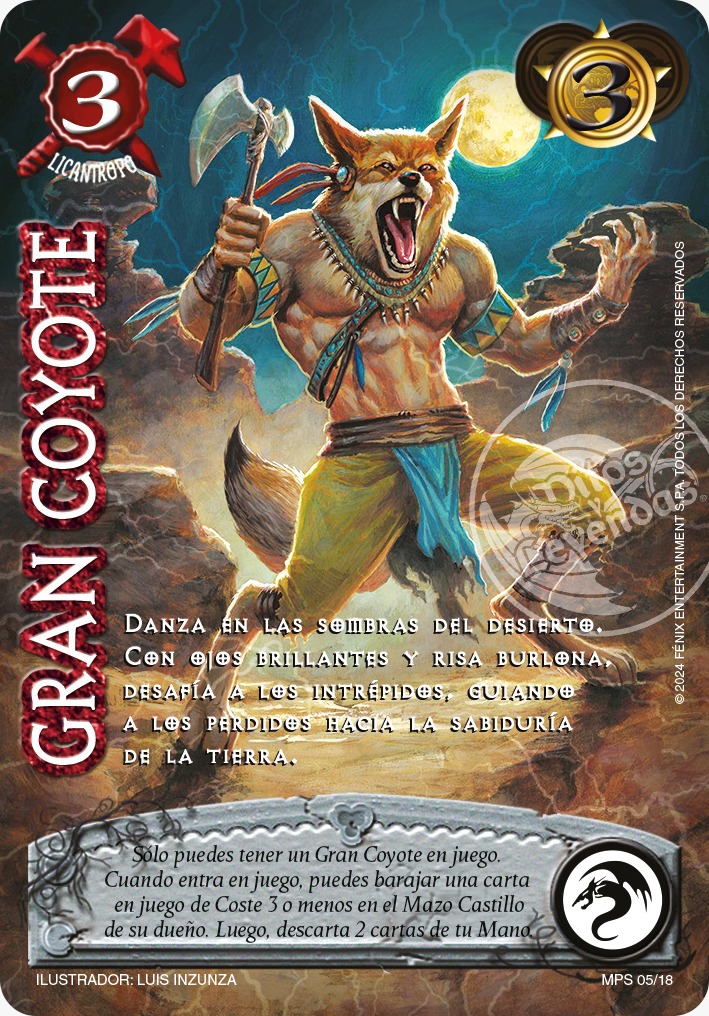 3
LICANTROPO
3
GRAN COYOTE
DANZA EN LAS SOMBRAS DEL DESIERTO.
CON OJOS BRILLANTES Y RISA BURLONA,
DESAFÍA A LOS INTRÉPIDOS, GUIANDO
A LOS PERDIDOS HACIA LA SABIDURÍA
DE LA TIERRA.
Sólo puedes tener un Gran Coyote en juego.
Cuando entra en juego, puedes barajar una carta
en juego de Coste 3 o menos en el Mazo Castillo
de su dueño. Luego, descarta 2 cartas de tu Mano.
ILUSTRADOR: LUIS INZUNZA
MPS 05/18
© 2024 FÉNIX ENTERTAINMENT S.P.A. TODOS LOS DERECHOS RESERVADOS
Mitos y Leyendas®